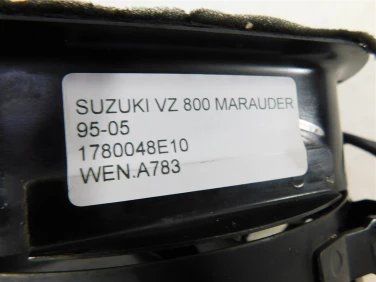 SUZUKI VZ 800 MARAUDER
95-05
1780048E10
WEN.A783